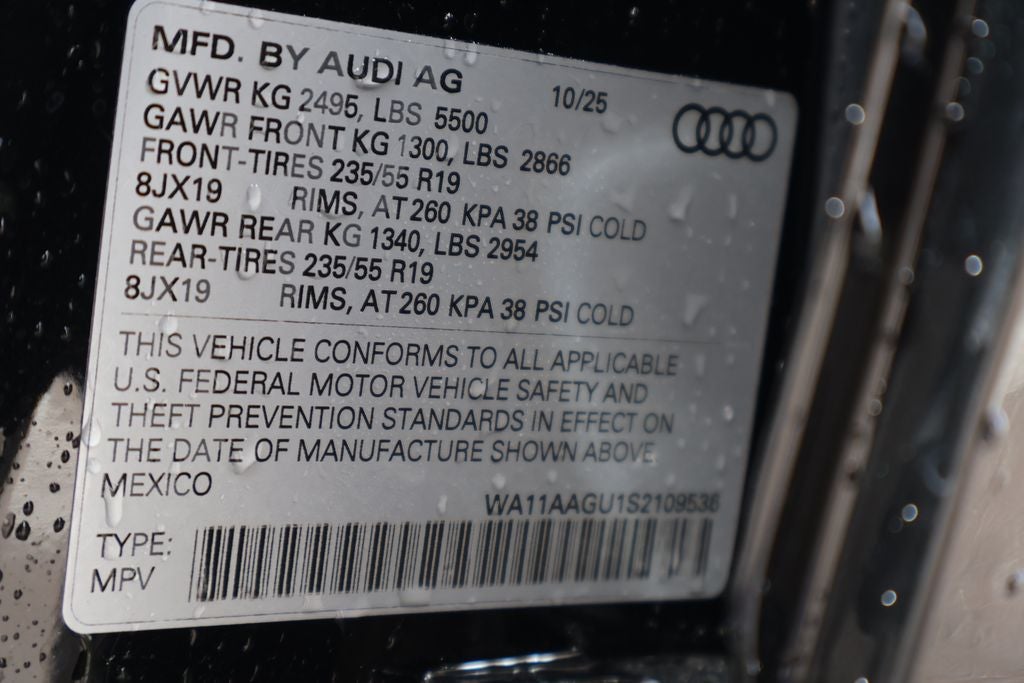 MFD. BY AUDI AG 10/25
GVWR KG 2495, LBS 5500
GAWR FRONT KG 1300, LBS 2866
FRONT-TIRES 235/55 R19
8JX19 RIMS, AT 260 KPA 38 PSI COLD
GAWR REAR KG 1340, LBS 2954
REAR-TIRES 235/55 R19
8JX19 RIMS, AT 260 KPA 38 PSI COLD
THIS VEHICLE CONFORMS TO ALL APPLICABLE
U.S. FEDERAL MOTOR VEHICLE SAFETY AND
THEFT PREVENTION STANDARDS IN EFFECT ON
THE DATE OF MANUFACTURE SHOWN ABOVE.
MEXICO
WA11AAGU1S2109536
TYPE:
MPV